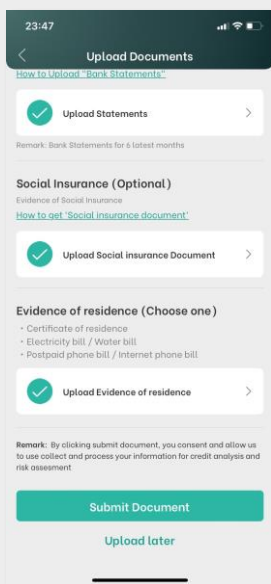 23:47
Upload Documents
How to Upload "Bank Statements"
Upload Statements
Remark: Bank Statements for 6 latest months
Social Insurance (Optional)
Evidence of Social Insurance
How to get 'Social insurance document'
Upload Social insurance Document
Evidence of residence (Choose one)
• Certificate of residence
• Electricity bill / Water bill
• Postpaid phone bill / Internet phone bill
Upload Evidence of residence
Remark: By clicking submit document, you consent and allow us
to use collect and process your information for credit analysis and
risk assesment
Submit Document
Upload later